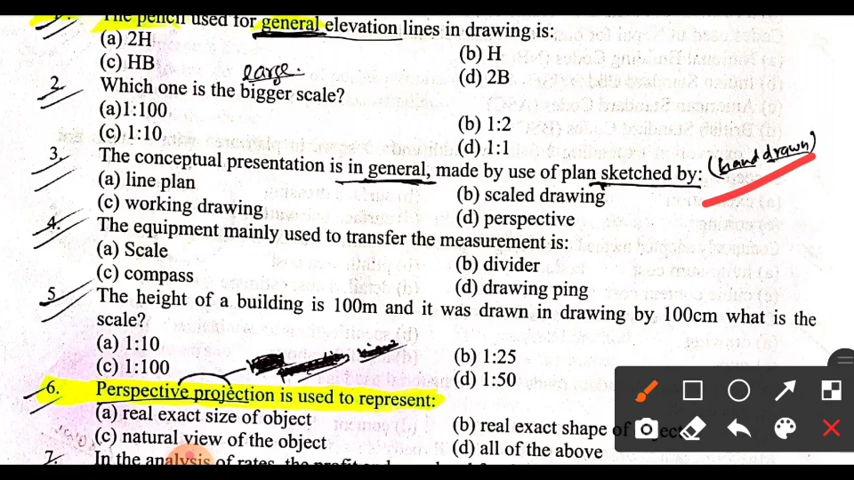 The pencil used for general elevation lines in drawing is:
(a) 2H
(b) H
(c) HB
(d) 2B
large
2. Which one is the bigger scale?
(a)1:100
(b) 1:2
(c) 1:10
(d) 1:1
3. The conceptual presentation is in general, made by use of plan sketched by: (hand drawn)
(a) line plan
(b) scaled drawing
(c) working drawing
(d) perspective
4. The equipment mainly used to transfer the measurement is:
(a) Scale
(b) divider
(c) compass
(d) drawing ping
5 The height of a building is 100m and it was drawn in drawing by 100cm what is the
scale?
(a) 1:10
(b) 1:25
(c) 1:100
(d) 1:50
6. Perspective projection is used to represent:
(a) real exact size of object
(b) real exact shape of
(c) natural view of the object
(d) all of the above
7. In the analysis of rates, the profit and